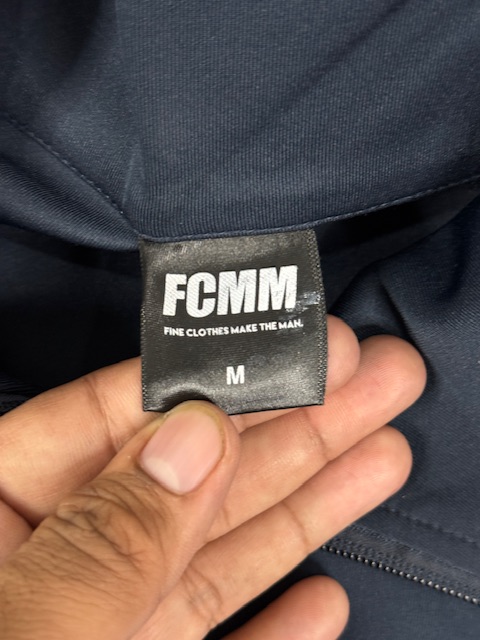 FCMM
FINE CLOTHES MAKE THE MAN.
M